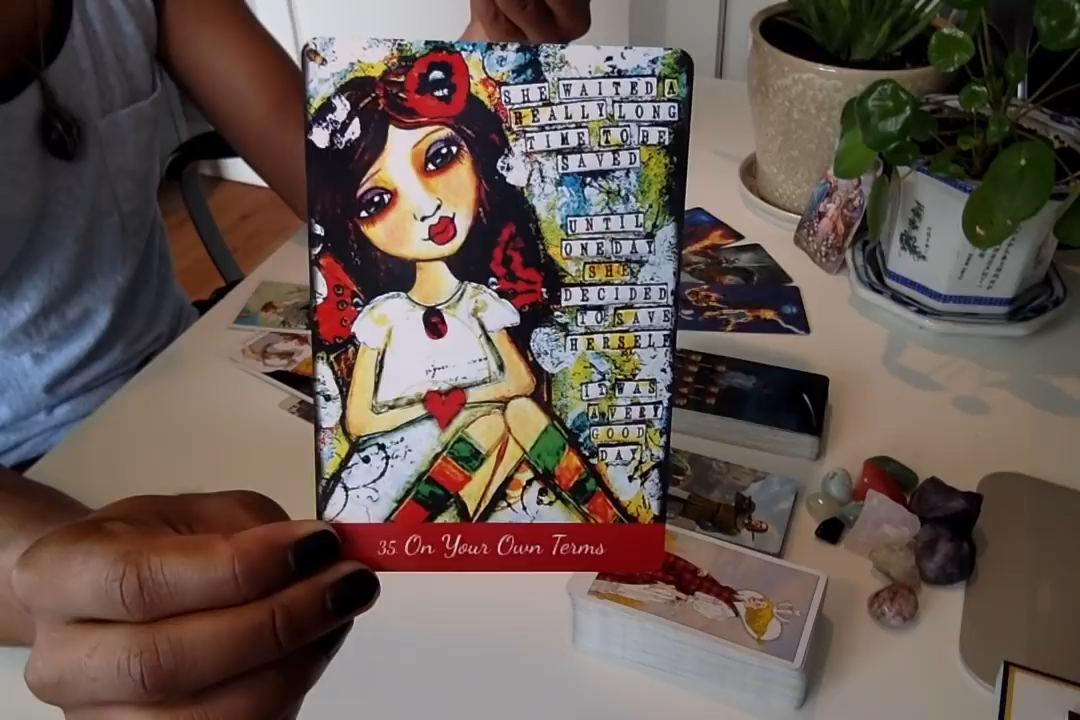 SHE WAITED A
REALLY LONG
TIME TO BE
SAVED
UNTIL
ONE DAY
SHE
DECIDED
TO SAVE
HERSELF
IT WAS
A VERY
GOOD
DAY.
35. On Your Own Terms